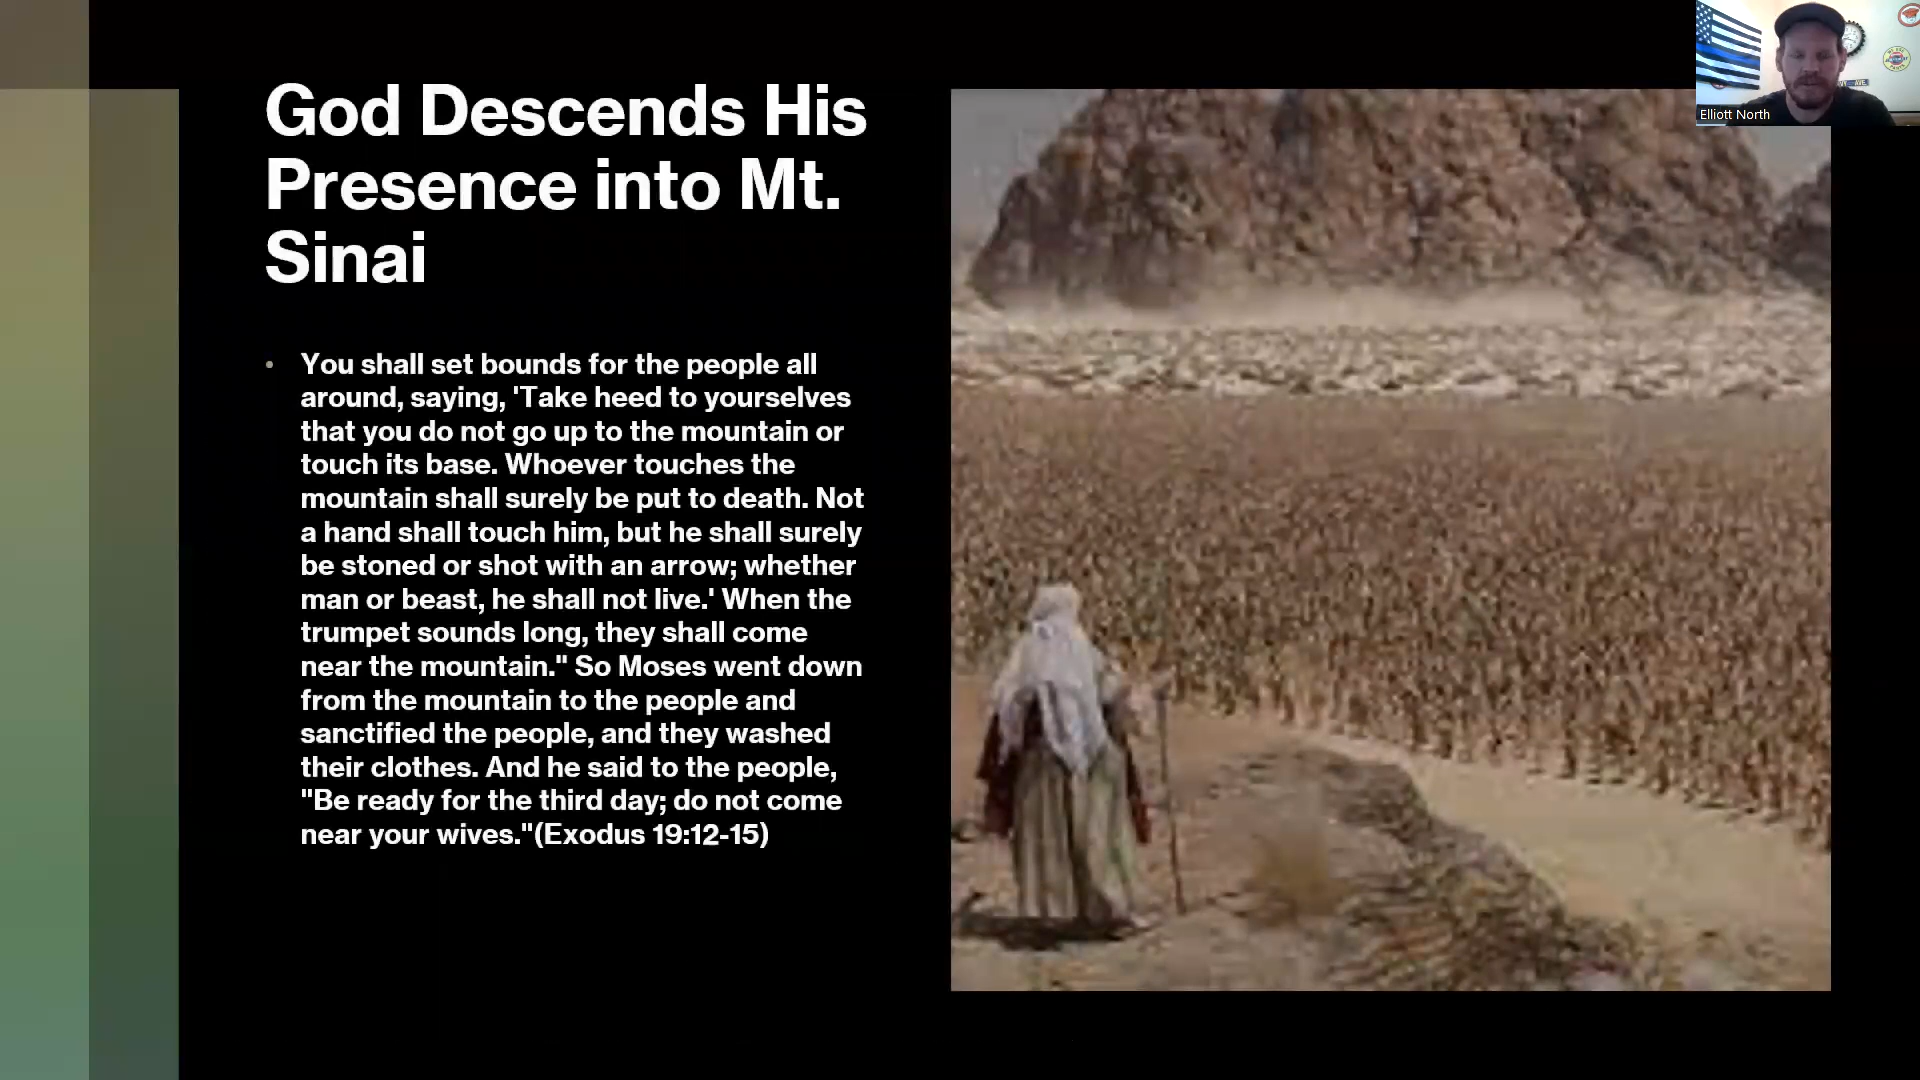 God Descends His
Presence into Mt.
Sinai
• You shall set bounds for the people all
around, saying, 'Take heed to yourselves
that you do not go up to the mountain or
touch its base. Whoever touches the
mountain shall surely be put to death. Not
a hand shall touch him, but he shall surely
be stoned or shot with an arrow; whether
man or beast, he shall not live.' When the
trumpet sounds long, they shall come
near the mountain." So Moses went down
from the mountain to the people and
sanctified the people, and they washed
their clothes. And he said to the people,
"Be ready for the third day; do not come
near your wives."(Exodus 19:12-15)
Elliott North